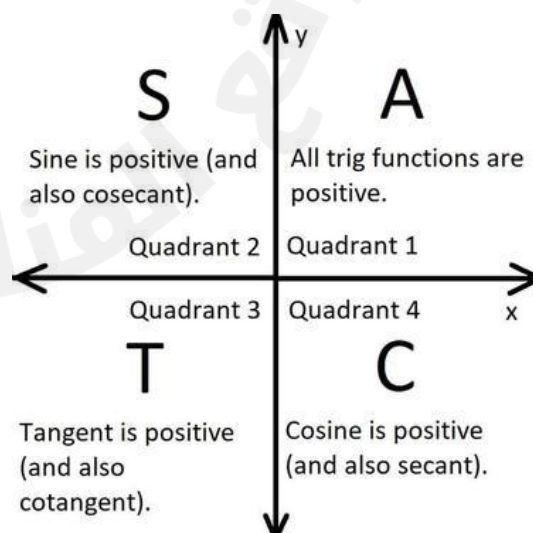 y
S
A
Sine is positive (and
also cosecant).
All trig functions are
positive.
Quadrant 2
Quadrant 1
Quadrant 3
Quadrant 4
x
T
C
Tangent is positive
(and also
cotangent).
Cosine is positive
(and also secant).